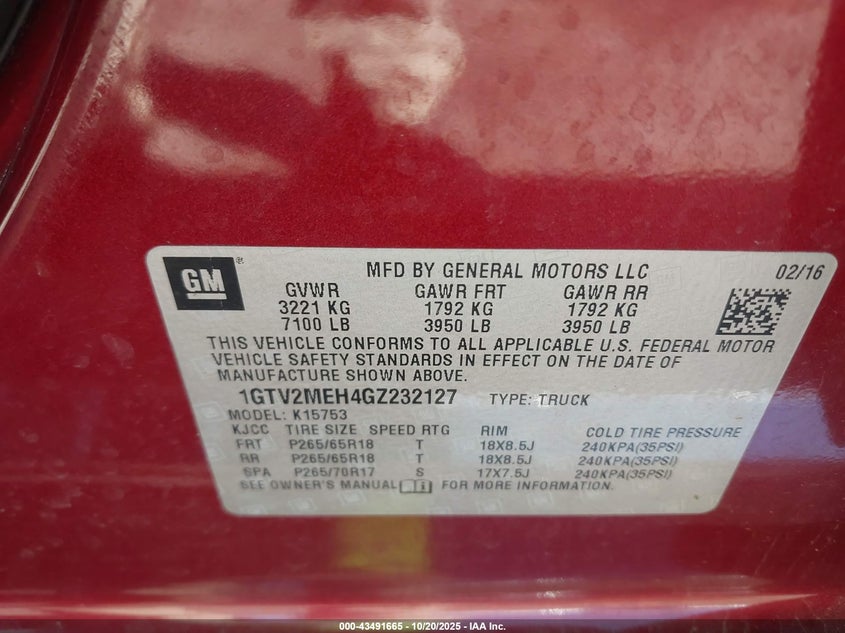 GM
MFD BY GENERAL MOTORS LLC 02/16
GVWR GAWR FRT GAWR RR
3221 KG 1792 KG 1792 KG
7100 LB 3950 LB 3950 LB
THIS VEHICLE CONFORMS TO ALL APPLICABLE U.S. FEDERAL MOTOR
VEHICLE SAFETY STANDARDS IN EFFECT ON THE DATE OF
MANUFACTURE SHOWN ABOVE.
1GTV2MEH4GZ232127 TYPE: TRUCK
MODEL: K15753
KJCC TIRE SIZE SPEED RTG RIM COLD TIRE PRESSURE
FRT P265/65R18 T 18X8.5J 240KPA(35PSI)
RR P265/65R18 T 18X8.5J 240KPA(35PSI)
SPA P265/70R17 S 17X7.5J 240KPA(35PSI)
SEE OWNER'S MANUAL FOR MORE INFORMATION.
000-43491665 - 10/20/2025 - IAA Inc.